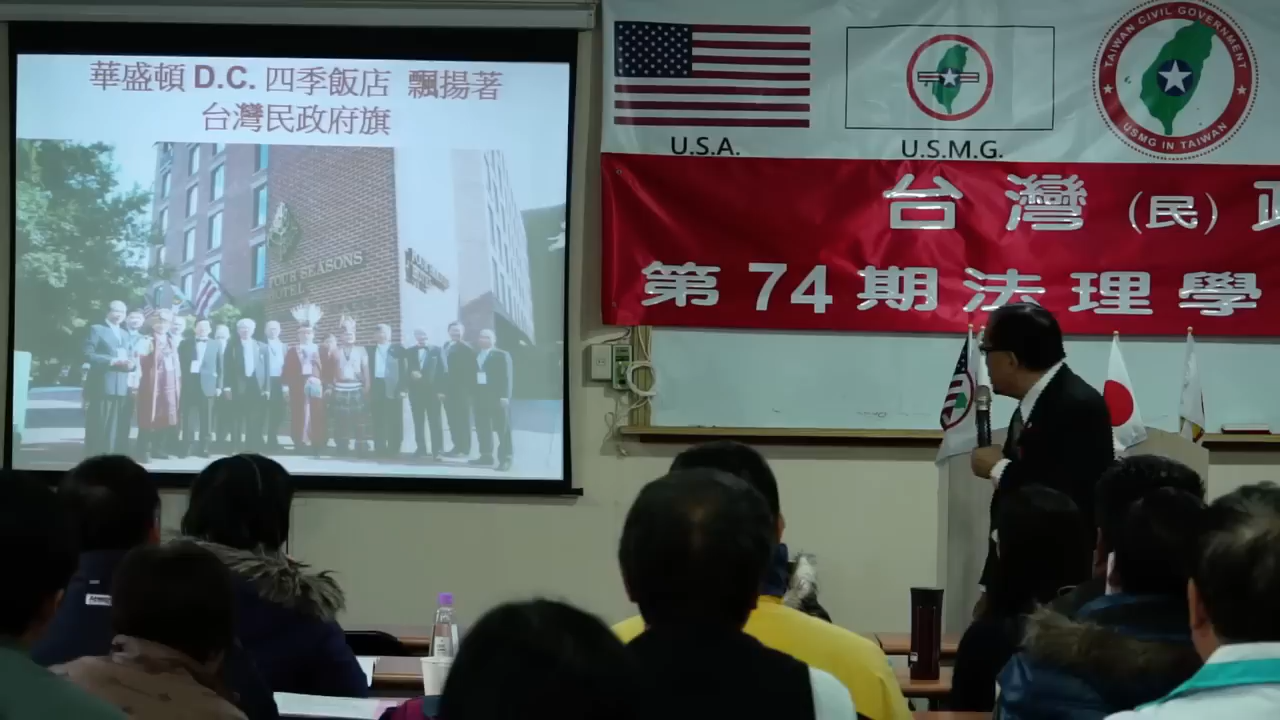 華盛頓 D.C. 四季飯店 飄揚著
台灣民政府旗
FOUR SEASONS
HOTEL
U.S.A.
U.S.M.G.
TAIWAN CIVIL GOVERNMENT
USMG IN TAIWAN
台灣（民）政
第74期法理學